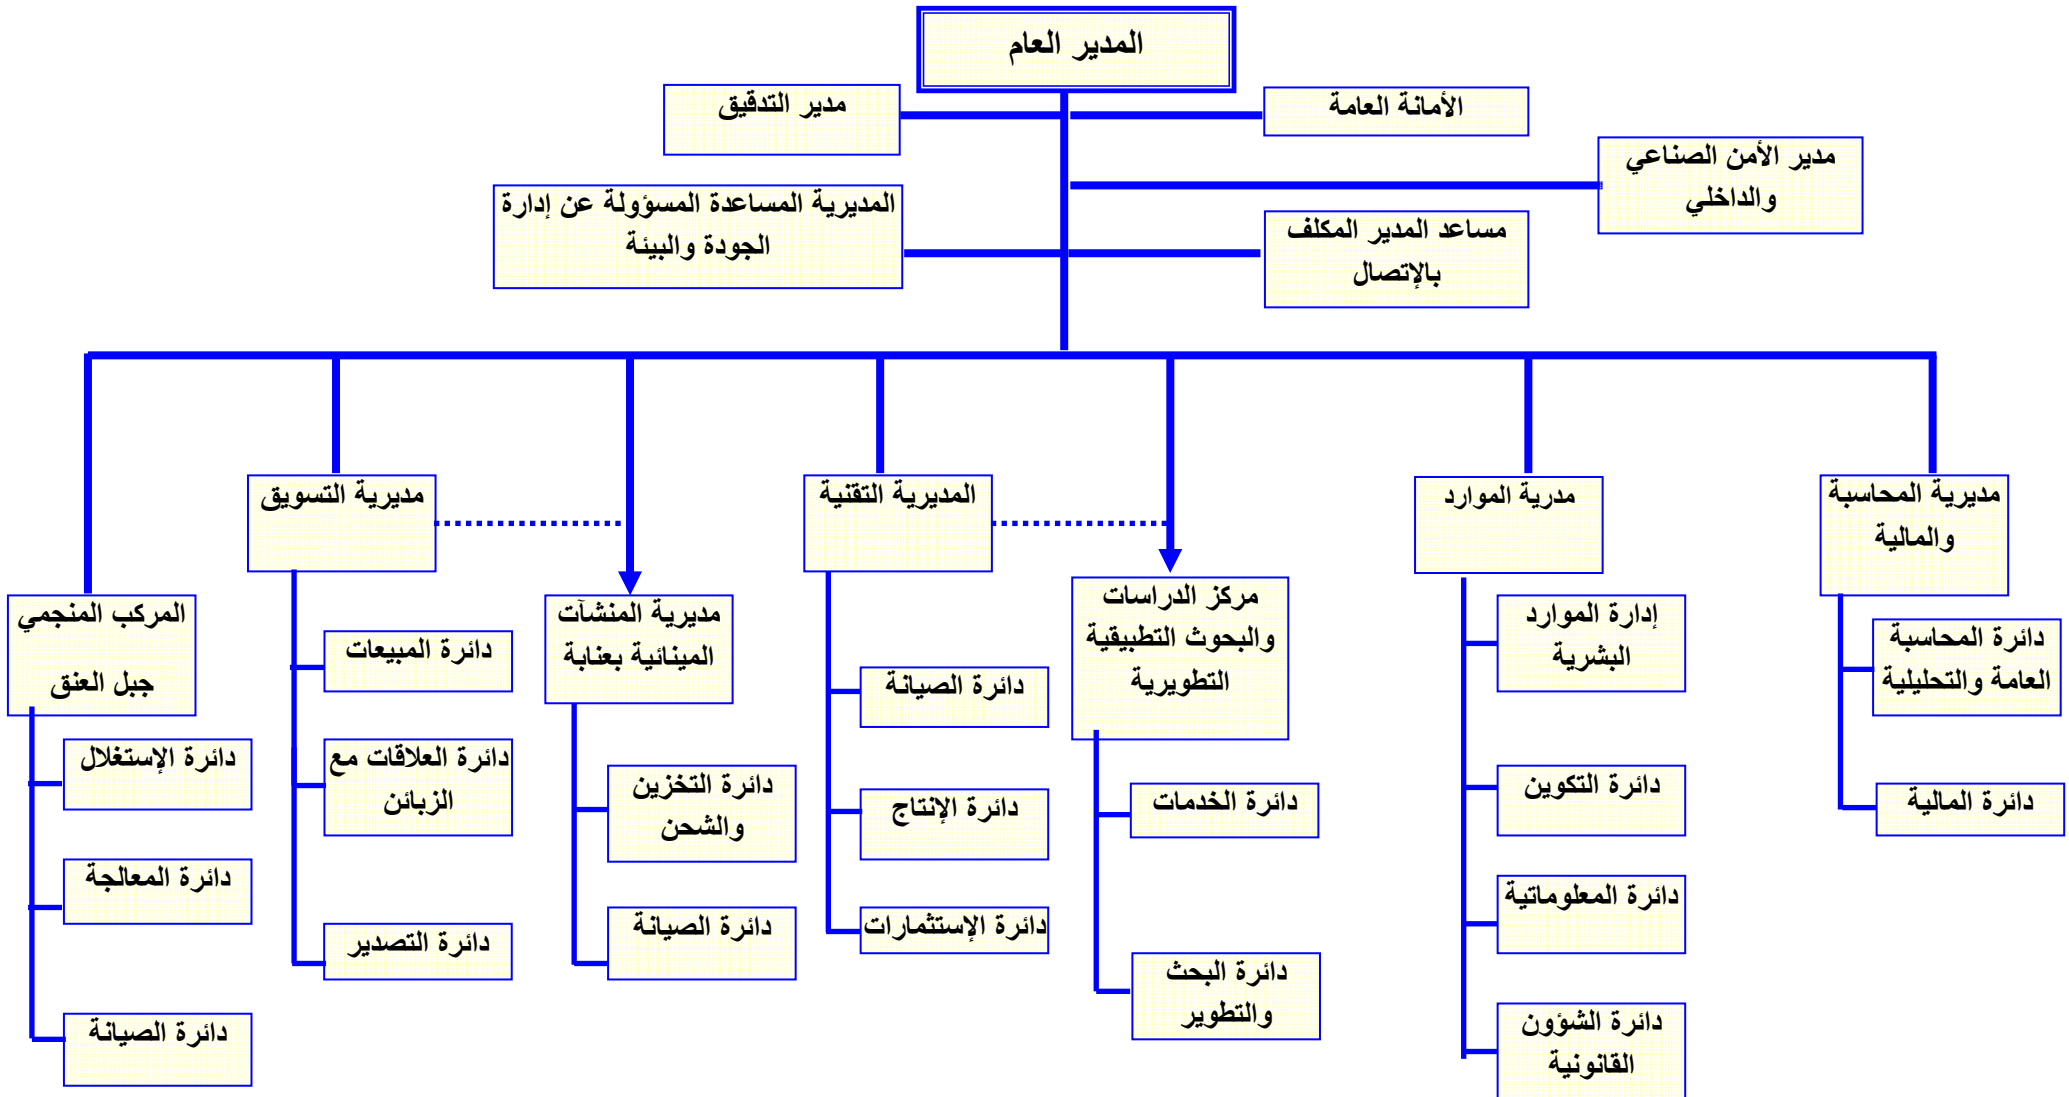 المدير العام
مدير التدقيق
الأمانة العامة
مدير الأمن الصناعي
والداخلي
المديرية المساعدة المسؤولة عن إدارة
الجودة والبيئة
مساعد المدير المكلف
بالإتصال
مديرية المحاسبة
والمالية
دائرة المحاسبة
العامة والتحليلية
دائرة المالية
مدرية الموارد
إدارة الموارد
البشرية
دائرة التكوين
دائرة المعلوماتية
دائرة الشؤون
القانونية
مركز الدراسات
والبحوث التطبيقية
التطويرية
دائرة الخدمات
دائرة البحث
والتطوير
المديرية التقنية
دائرة الصيانة
دائرة الإنتاج
دائرة الإستثمارات
مديرية المنشآت
المينائية بعنابة
دائرة التخزين
والشحن
دائرة الصيانة
مديرية التسويق
دائرة المبيعات
دائرة العلاقات مع
الزبائن
دائرة التصدير
المركب المنجمي
جبل العنق
دائرة الإستغلال
دائرة المعالجة
دائرة الصيانة